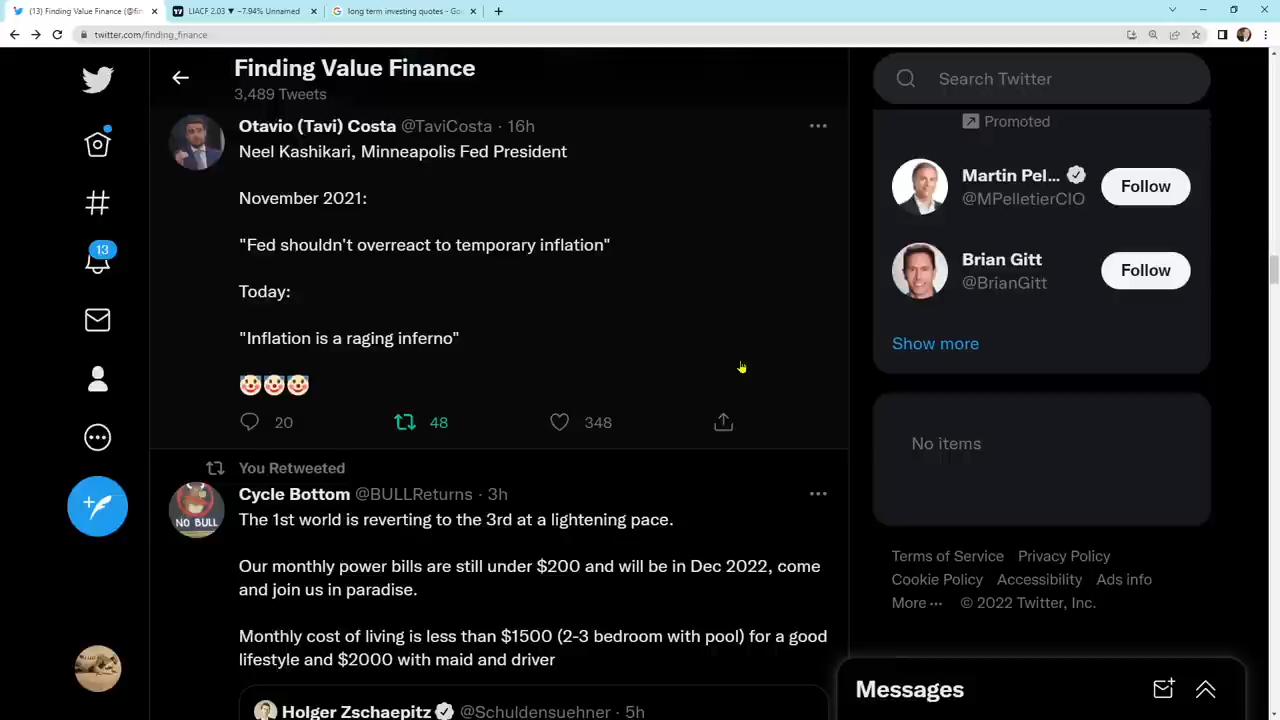 (13) Finding Value Finance (@fin
LIACF 2.03 ▼ −7.94% Unnamed
long term investing quotes - Go
twitter.com/finding_finance
Finding Value Finance
3,489 Tweets
Search Twitter
Otavio (Tavi) Costa @TaviCosta · 16h
Neel Kashikari, Minneapolis Fed President
November 2021:
"Fed shouldn't overreact to temporary inflation"
Today:
"Inflation is a raging inferno"
🤡🤡🤡
20 48 348
You Retweeted
Cycle Bottom @BULLReturns · 3h
NO BULL
The 1st world is reverting to the 3rd at a lightening pace.
Our monthly power bills are still under $200 and will be in Dec 2022, come
and join us in paradise.
Monthly cost of living is less than $1500 (2-3 bedroom with pool) for a good
lifestyle and $2000 with maid and driver
Holger Zschaepitz @Schuldensuehner · 5h
13
Promoted
Martin Pel...
@MPelletierCIO
Follow
Brian Gitt
@BrianGitt
Follow
Show more
No items
Terms of Service Privacy Policy
Cookie Policy Accessibility Ads info
More ··· © 2022 Twitter, Inc.
Messages